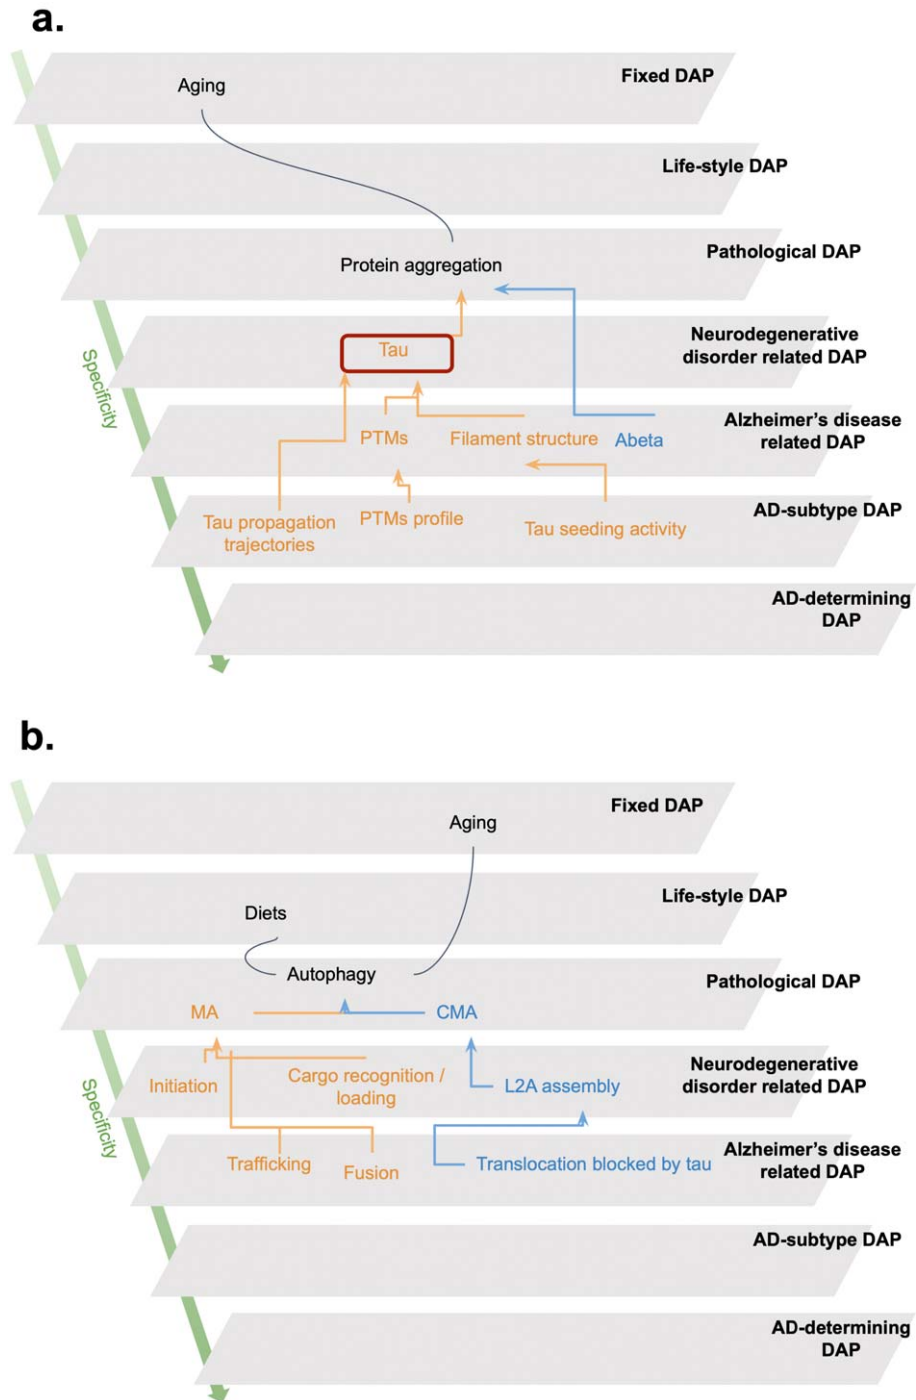 a.
Fixed DAP
Aging
Life-style DAP
Pathological DAP
Protein aggregation
Neurodegenerative
disorder related DAP
Tau
Specificity
Alzheimer's disease
related DAP
PTMs
Filament structure
Abeta
AD-subtype DAP
Tau propagation
trajectories
PTMs profile
Tau seeding activity
AD-determining
DAP
b.
Fixed DAP
Aging
Life-style DAP
Diets
Pathological DAP
Autophagy
MA
CMA
Neurodegenerative
disorder related DAP
Initiation
Cargo recognition /
loading
L2A assembly
Specificity
Alzheimer's disease
related DAP
Trafficking
Fusion
Translocation blocked by tau
AD-subtype DAP
AD-determining
DAP